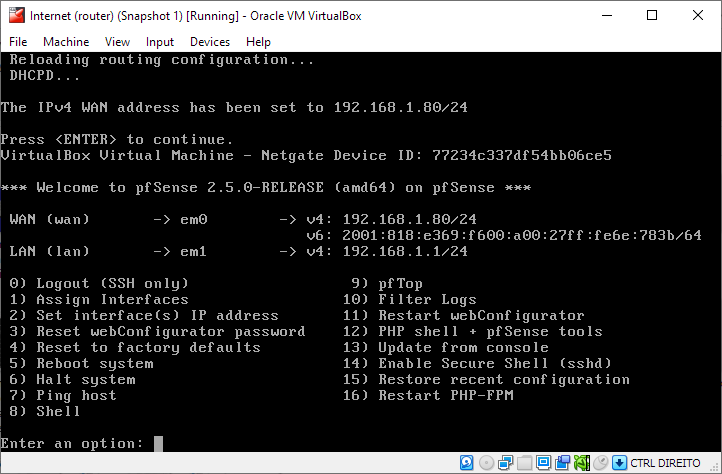 Internet (router) (Snapshot 1) [Running] - Oracle VM VirtualBox
File Machine View Input Devices Help
Reloading routing configuration...
DHCPD...
The IPv4 WAN address has been set to 192.168.1.80/24
Press <ENTER> to continue.
VirtualBox Virtual Machine - Netgate Device ID: 77234c337df54bb06ce5
*** Welcome to pfSense 2.5.0-RELEASE (amd64) on pfSense ***
WAN (wan) -> em0 -> v4: 192.168.1.80/24
v6: 2001:818:e369:f600:a00:27ff:fe6e:783b/64
LAN (lan) -> em1 -> v4: 192.168.1.1/24
0) Logout (SSH only) 9) pfTop
1) Assign Interfaces 10) Filter Logs
2) Set interface(s) IP address 11) Restart webConfigurator
3) Reset webConfigurator password 12) PHP shell + pfSense tools
4) Reset to factory defaults 13) Update from console
5) Reboot system 14) Enable Secure Shell (sshd)
6) Halt system 15) Restore recent configuration
7) Ping host 16) Restart PHP-FPM
8) Shell
Enter an option:
CTRL DIREITO